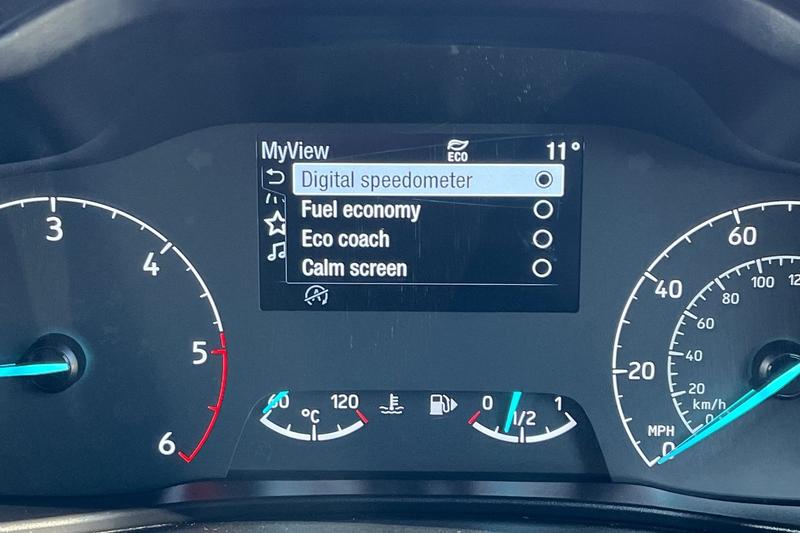 MyView
ECO
11°
Digital speedometer
Fuel economy
Eco coach
Calm screen
3
4
5
6
60
120
°C
0
1/2
1
60
40
20
0
MPH
100
80
60
40
20
0
km/h